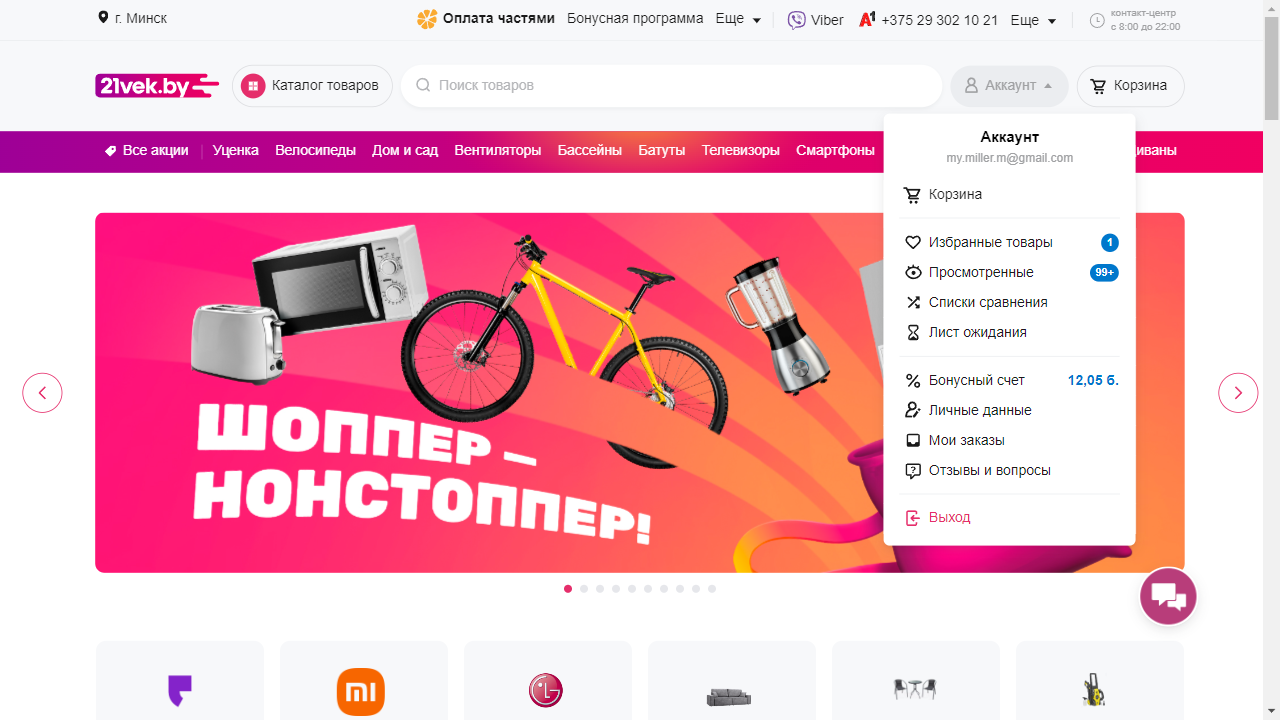 г. Минск
Оплата частями Бонусная программа Еще
Viber +375 29 302 10 21 Еще
контакт-центр
с 8:00 до 22:00
21vek.by
Каталог товаров
Поиск товаров
Аккаунт
Корзина
Все акции Уценка Велосипеды Дом и сад Вентиляторы Бассейны Батуты Телевизоры Смартфоны
иваны
Аккаунт
my.miller.m@gmail.com
Корзина
Избранные товары 1
Просмотренные 99+
Списки сравнения
Лист ожидания
Бонусный счет 12,05 б.
Личные данные
Мои заказы
Отзывы и вопросы
Выход
ШОППЕР –
НОНСТОППЕР!
mi
LG